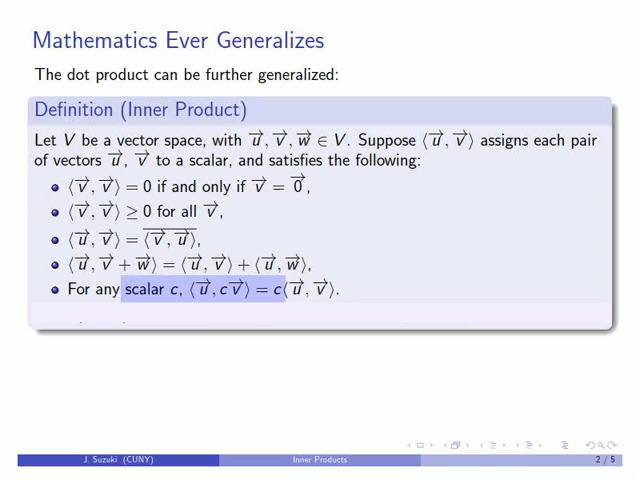 Mathematics Ever Generalizes
The dot product can be further generalized:
Definition (Inner Product)
Let V be a vector space, with u⃗, v⃗, w⃗ ∈ V. Suppose ⟨u⃗, v⃗⟩ assigns each pair
of vectors u⃗, v⃗ to a scalar, and satisfies the following:
• ⟨v⃗, v⃗⟩ = 0 if and only if v⃗ = 0⃗,
• ⟨v⃗, v⃗⟩ ≥ 0 for all v⃗,
• ⟨u⃗, v⃗⟩ = \overline{⟨v⃗, u⃗⟩},
• ⟨u⃗, v⃗ + w⃗⟩ = ⟨u⃗, v⃗⟩ + ⟨u⃗, w⃗⟩,
• For any scalar c, ⟨u⃗, cv⃗⟩ = c⟨u⃗, v⃗⟩.
J. Suzuki (CUNY) Inner Products 2 / 5